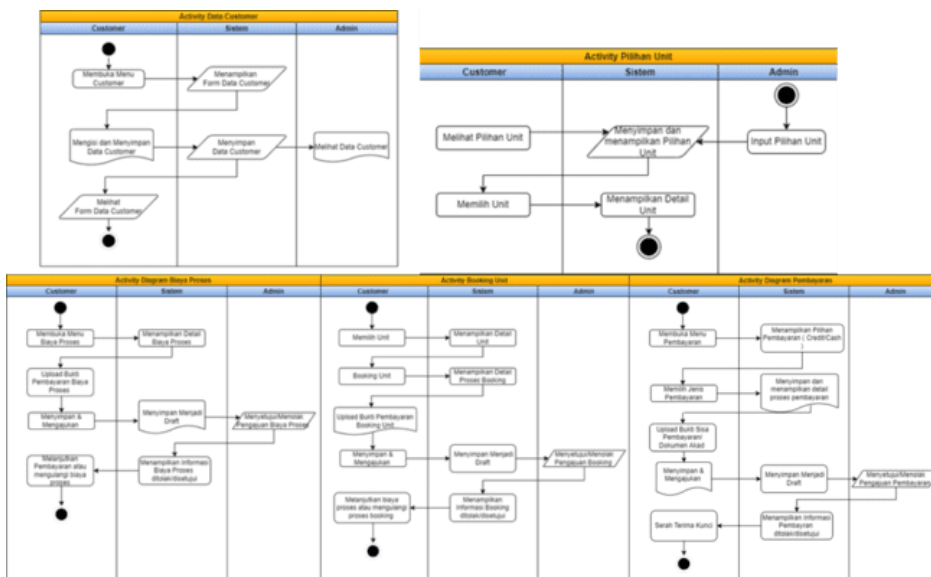 Activity Data Customer
Customer
Sistem
Admin
Membuka Menu
Customer
Menampilkan
Form Data Customer
Mengisi dan Menyimpan
Data Customer
Menyimpan
Data Customer
Melihat Data Customer
Melihat
Form Data Customer
Activity Pilihan Unit
Customer
Sistem
Admin
Melihat Pilihan Unit
Menyimpan dan
menampilkan Pilihan
Unit
Input Pilihan Unit
Memilih Unit
Menampilkan Detail
Unit
Activity Diagram Biaya Proses
Customer
Sistem
Admin
Membuka Menu
Biaya Proses
Menampilkan Detail
Biaya Proses
Upload Bukti
Pembayaran Biaya
Proses
Menyimpan &
Mengajukan
Menyimpan Menjadi
Draft
Menyetujui/Menolak
Pengajuan Biaya Proses
Melanjutkan
Pembayaran atau
mengulangi biaya
proses
Menampilkan Informasi
Biaya Proses
ditolak/disetujui
Activity Booking Unit
Customer
Sistem
Admin
Memilih Unit
Menampilkan Detail
Unit
Booking Unit
Menampilkan Detail
Proses Booking
Upload Bukti Pembayaran
Booking Unit
Menyimpan &
Mengajukan
Menyimpan Menjadi
Draft
Menyetujui/Menolak
Pengajuan Booking
Melanjutkan biaya
proses atau mengulangi
proses booking
Menampilkan
Informasi Booking
ditolak/disetujui
Activity Diagram Pembayaran
Customer
Sistem
Admin
Membuka Menu
Pembayaran
Menampilkan Pilihan
Pembayaran ( Credit/Cash
)
Memilih Jenis
Pembayaran
Menyimpan dan
menampilkan detail
proses pembayaran
Upload Bukti Sisa
Pembayaran/
Dokumen Akad
Menyimpan &
Mengajukan
Menyimpan Menjadi
Draft
Menyetujui/Menolak
Pengajuan Pembayaran
Serah Terima Kunci
Menampilkan Informasi
Pembayran
ditolak/disetujui